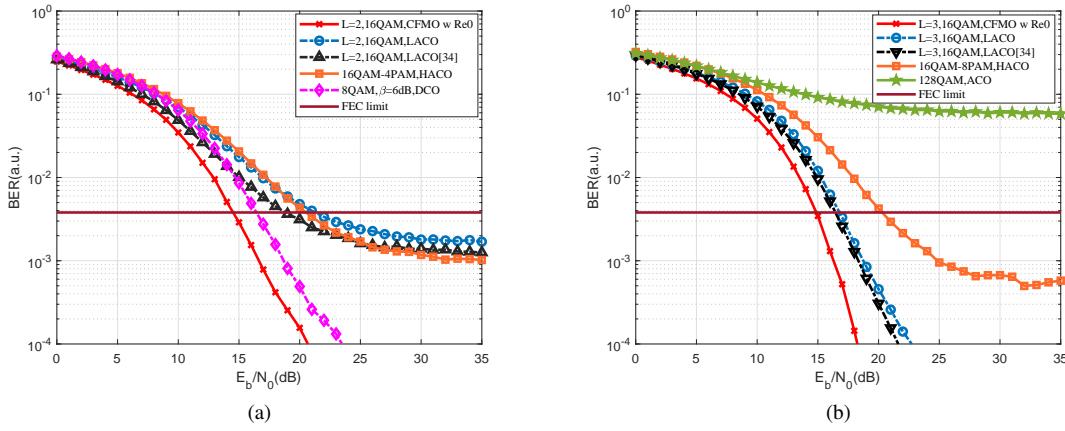 10^0
10^-1
10^-2
10^-3
10^-4
BER(a.u.)
0 5 10 15 20 25 30 35
E_b/N_0(dB)
L=2,16QAM,CFMO w Re0
L=2,16QAM,LACO
L=2,16QAM,LACO[34]
16QAM-4PAM,HACO
8QAM, β=6dB,DCO
FEC limit
(a)
10^0
10^-1
10^-2
10^-3
10^-4
BER(a.u.)
0 5 10 15 20 25 30 35
E_b/N_0(dB)
L=3,16QAM,CFMO w Re0
L=3,16QAM,LACO
L=3,16QAM,LACO[34]
16QAM-8PAM,HACO
128QAM,ACO
FEC limit
(b)